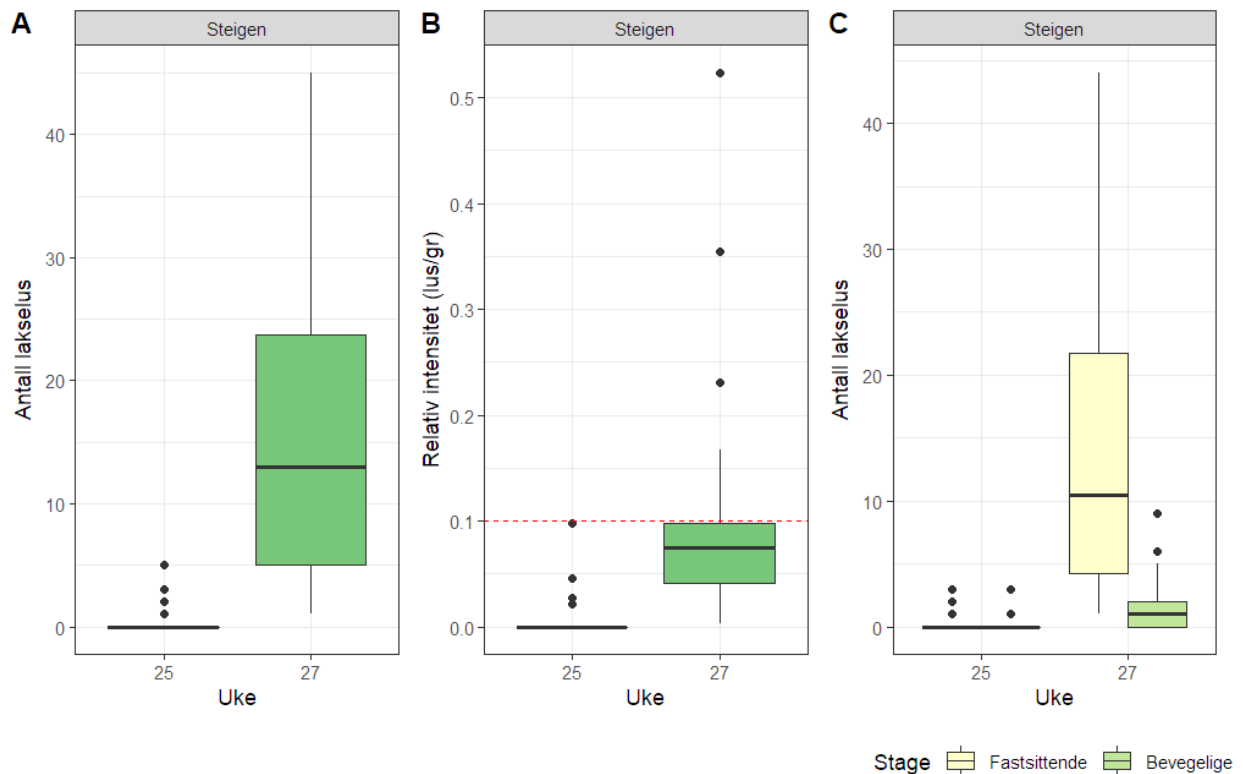 A
Steigen
Antall lakselus
40
30
20
10
0
25
27
Uke
B
Steigen
Relativ intensitet (lus/gr)
0.5
0.4
0.3
0.2
0.1
0.0
25
27
Uke
C
Steigen
Antall lakselus
40
30
20
10
0
25
27
Uke
Stage Fastsittende Bevegelige